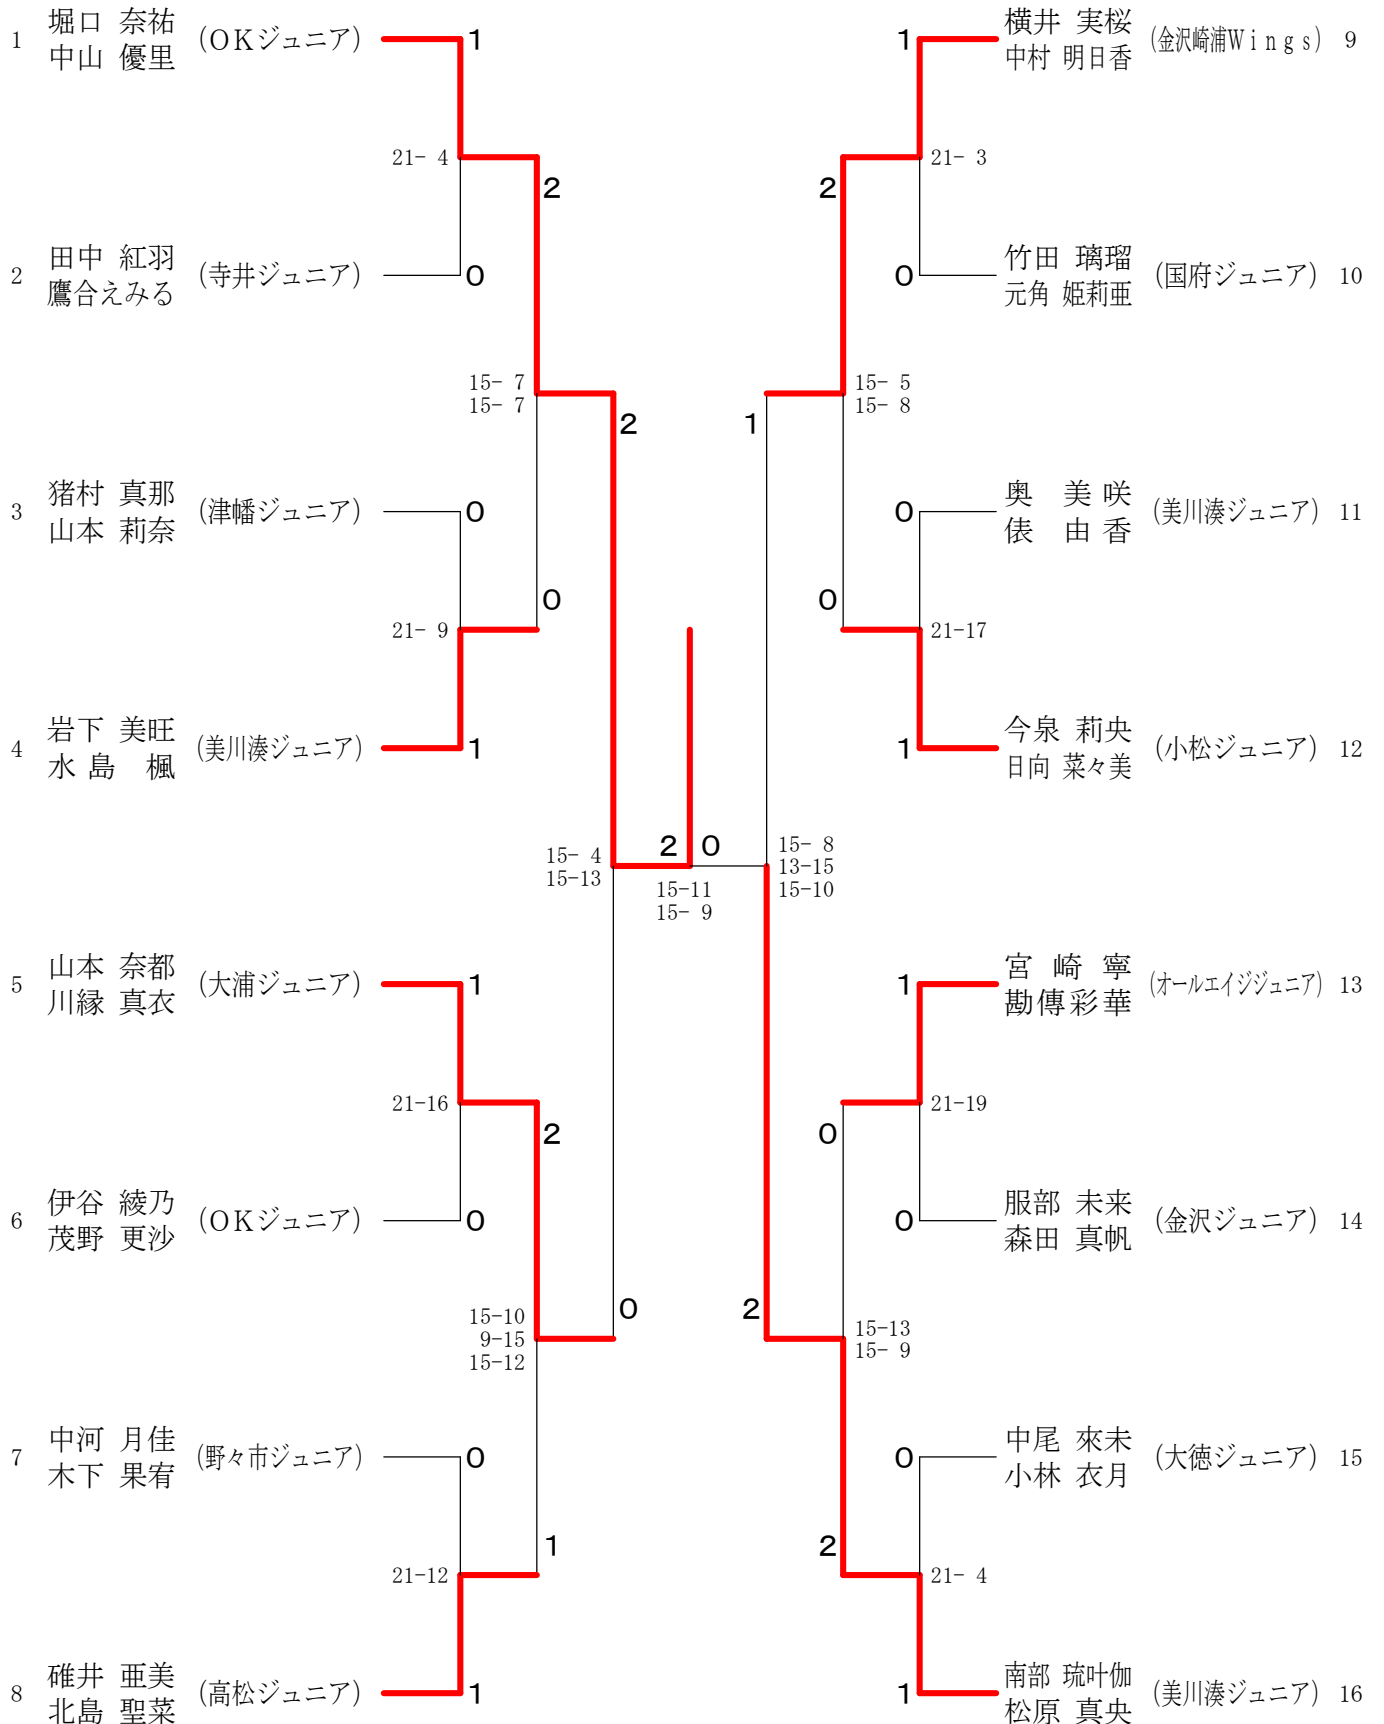 1 堀口 奈祐 中山 優里 (OKジュニア) 1
21- 4
2 田中 紅羽 鷹合えみる (寺井ジュニア) 0
2
15- 7
15- 7
3 猪村 真那 山本 莉奈 (津幡ジュニア) 0
21- 9
0
4 岩下 美旺 水島 楓 (美川湊ジュニア) 1
2
15- 4
15-13
5 山本 奈都 川縁 真衣 (大浦ジュニア) 1
21-16
2
6 伊谷 綾乃 茂野 更沙 (OKジュニア) 0
0
15-10
9-15
15-12
7 中河 月佳 木下 果宥 (野々市ジュニア) 0
21-12
1
8 碓井 亜美 北島 聖菜 (高松ジュニア) 1
2 0
15-11
15- 9
1 横井 実桜 中村 明日香 (金沢崎浦Wings) 9
21- 3
2
0 竹田 璃瑠 元角 姫莉亜 (国府ジュニア) 10
15- 5
15- 8
1
0 奥 美咲 俵 由香 (美川湊ジュニア) 11
0
21-17
1 今泉 莉央 日向 菜々美 (小松ジュニア) 12
15- 8
13-15
15-10
1 宮崎 寧 勘傳彩華 (オールエイジジュニア) 13
21-19
0
0 服部 未来 森田 真帆 (金沢ジュニア) 14
2
15-13
15- 9
0 中尾 來未 小林 衣月 (大徳ジュニア) 15
2
21- 4
1 南部 琉叶伽 松原 真央 (美川湊ジュニア) 16